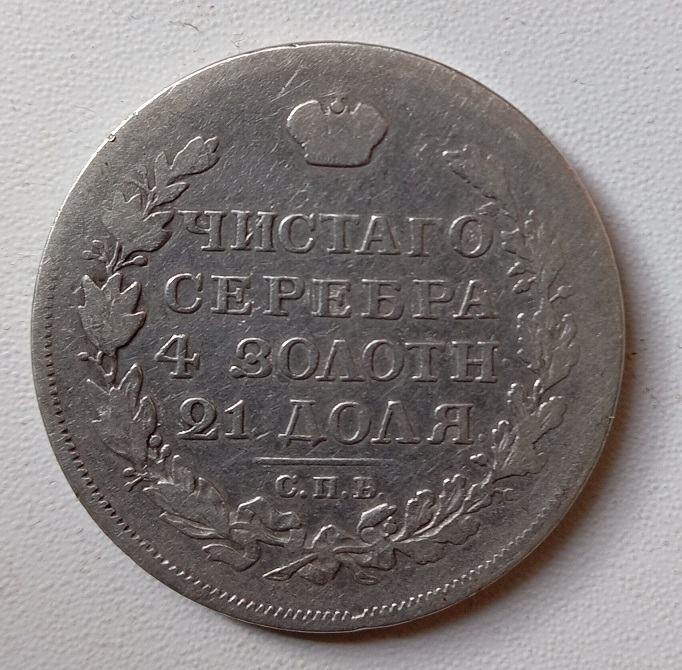 ЧИСТАГО
СЕРЕБРА
4 ЗОЛОТН
21 ДОЛЯ
С.П.Б.